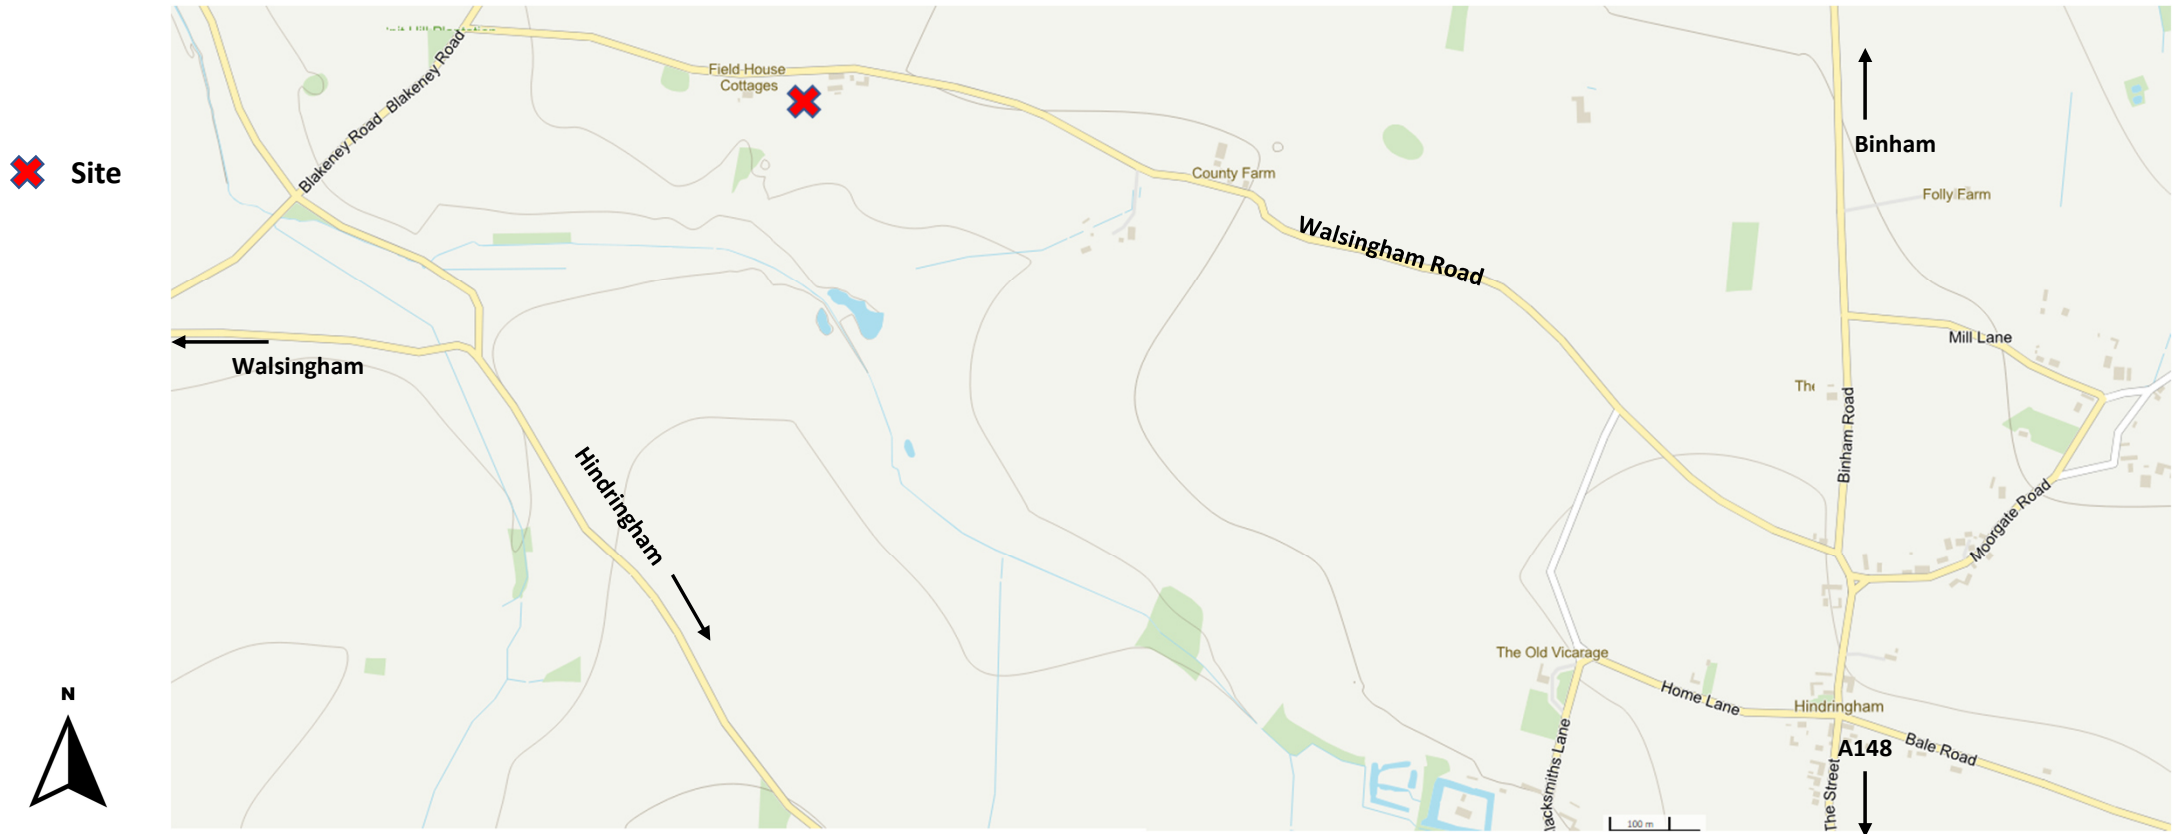 Blakeney Road
Blakeney Road
Field House
Cottages
Site
Binham
County Farm
Folly Farm
Walsingham Road
Mill Lane
Walsingham
The
Binham Road
Hindringham
Moorgate Road
The Old Vicarage
N
Home Lane
Hindringham
A148
Bale Road
The Street
100 m